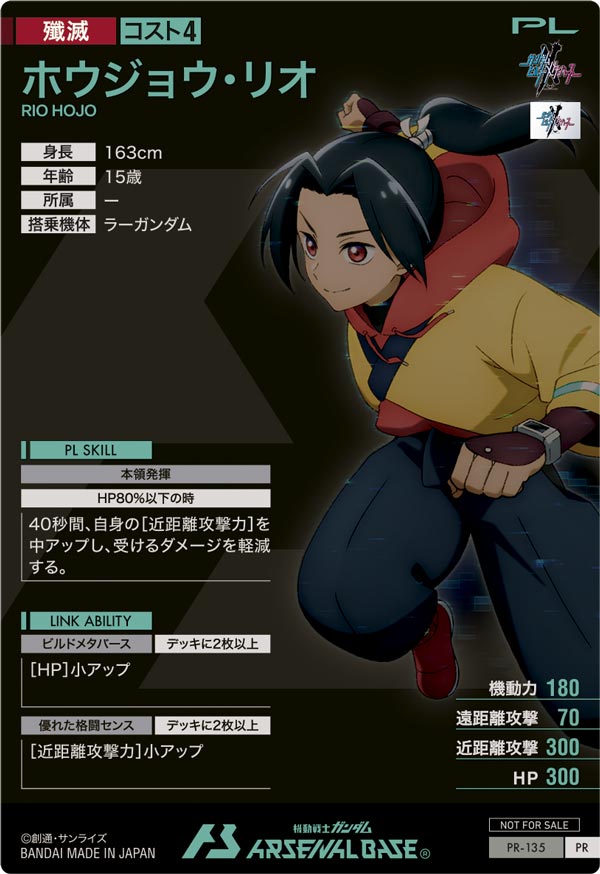 殲滅 コスト4 PL
ホウジョウ・リオ
RIO HOJO
身長 163cm
年齢 15歳
所属 ー
搭乗機体 ラーガンダム
PL SKILL
本領発揮
HP80%以下の時
40秒間、自身の[近距離攻撃力]を
中アップし、受けるダメージを軽減
する。
LINK ABILITY
ビルドメタバース デッキに2枚以上
[HP]小アップ
優れた格闘センス デッキに2枚以上
[近距離攻撃力]小アップ
機動力 180
遠距離攻撃 70
近距離攻撃 300
HP 300
©創通・サンライズ
BANDAI MADE IN JAPAN
機動戦士ガンダム
ARSENAL BASE®
NOT FOR SALE
PR-135 PR